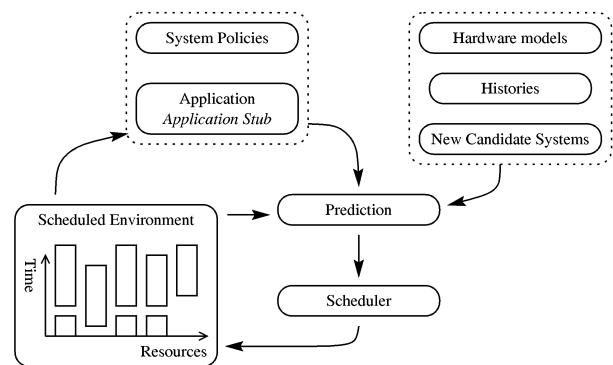 System Policies
Application
Application Stub
Hardware models
Histories
New Candidate Systems
Prediction
Scheduled Environment
Time
Resources
Scheduler